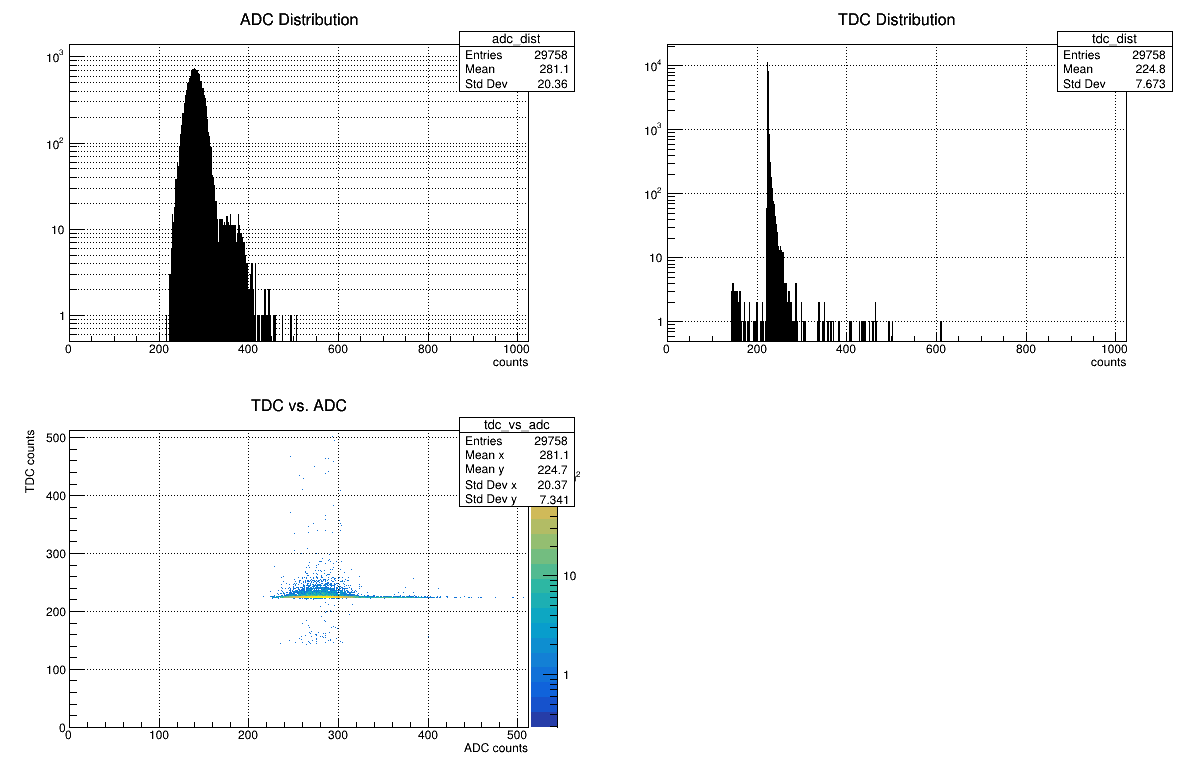 ADC Distribution
adc_dist
Entries 29758
Mean 281.1
Std Dev 20.36
10³
10²
10
1
0 200 400 600 800 1000
counts
TDC Distribution
tdc_dist
Entries 29758
Mean 224.8
Std Dev 7.673
10⁴
10³
10²
10
1
0 200 400 600 800 1000
counts
TDC vs. ADC
tdc_vs_adc
Entries 29758
Mean x 281.1
Mean y 224.7
Std Dev x 20.37
Std Dev y 7.341
TDC counts
500
400
300
200
100
0
0 100 200 300 400 500
ADC counts
2
10
1